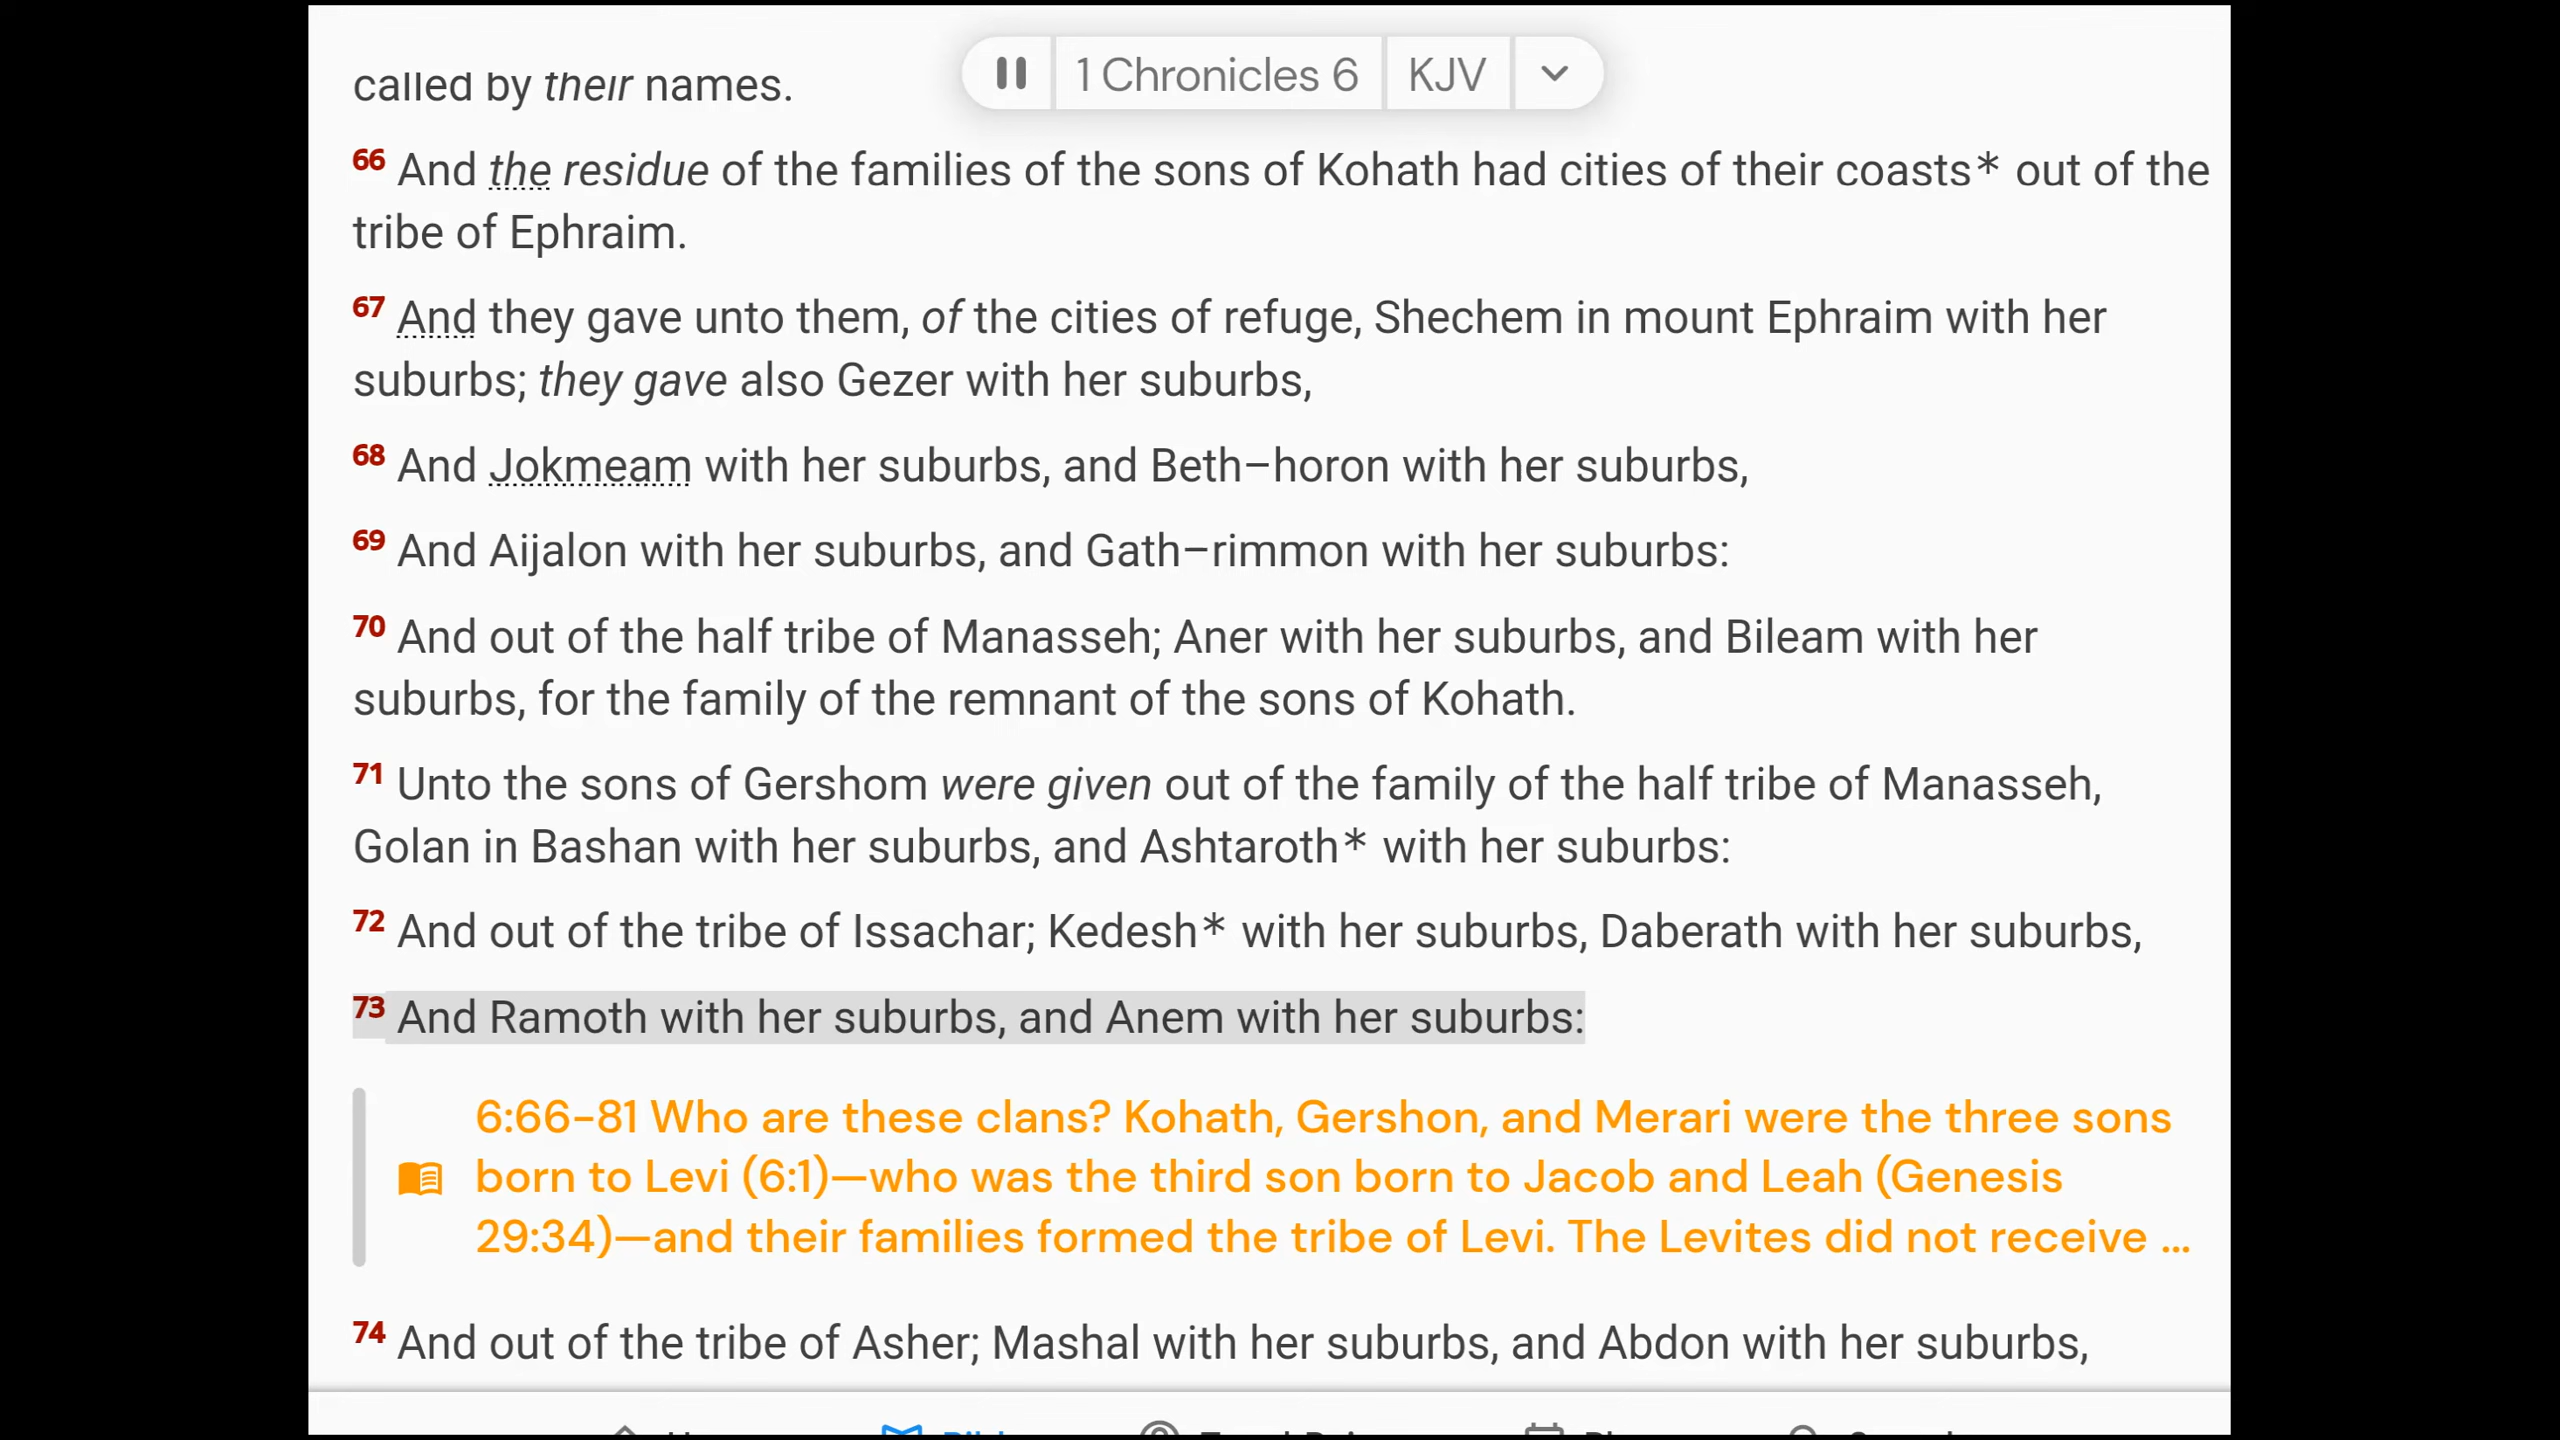 called by their names.
1 Chronicles 6 KJV
66 And the residue of the families of the sons of Kohath had cities of their coasts* out of the
tribe of Ephraim.
67 And they gave unto them, of the cities of refuge, Shechem in mount Ephraim with her
suburbs; they gave also Gezer with her suburbs,
68 And Jokmeam with her suburbs, and Beth–horon with her suburbs,
69 And Aijalon with her suburbs, and Gath–rimmon with her suburbs:
70 And out of the half tribe of Manasseh; Aner with her suburbs, and Bileam with her
suburbs, for the family of the remnant of the sons of Kohath.
71 Unto the sons of Gershom were given out of the family of the half tribe of Manasseh,
Golan in Bashan with her suburbs, and Ashtaroth* with her suburbs:
72 And out of the tribe of Issachar; Kedesh* with her suburbs, Daberath with her suburbs,
73 And Ramoth with her suburbs, and Anem with her suburbs:
6:66-81 Who are these clans? Kohath, Gershon, and Merari were the three sons
born to Levi (6:1)—who was the third son born to Jacob and Leah (Genesis
29:34)—and their families formed the tribe of Levi. The Levites did not receive ...
74 And out of the tribe of Asher; Mashal with her suburbs, and Abdon with her suburbs,